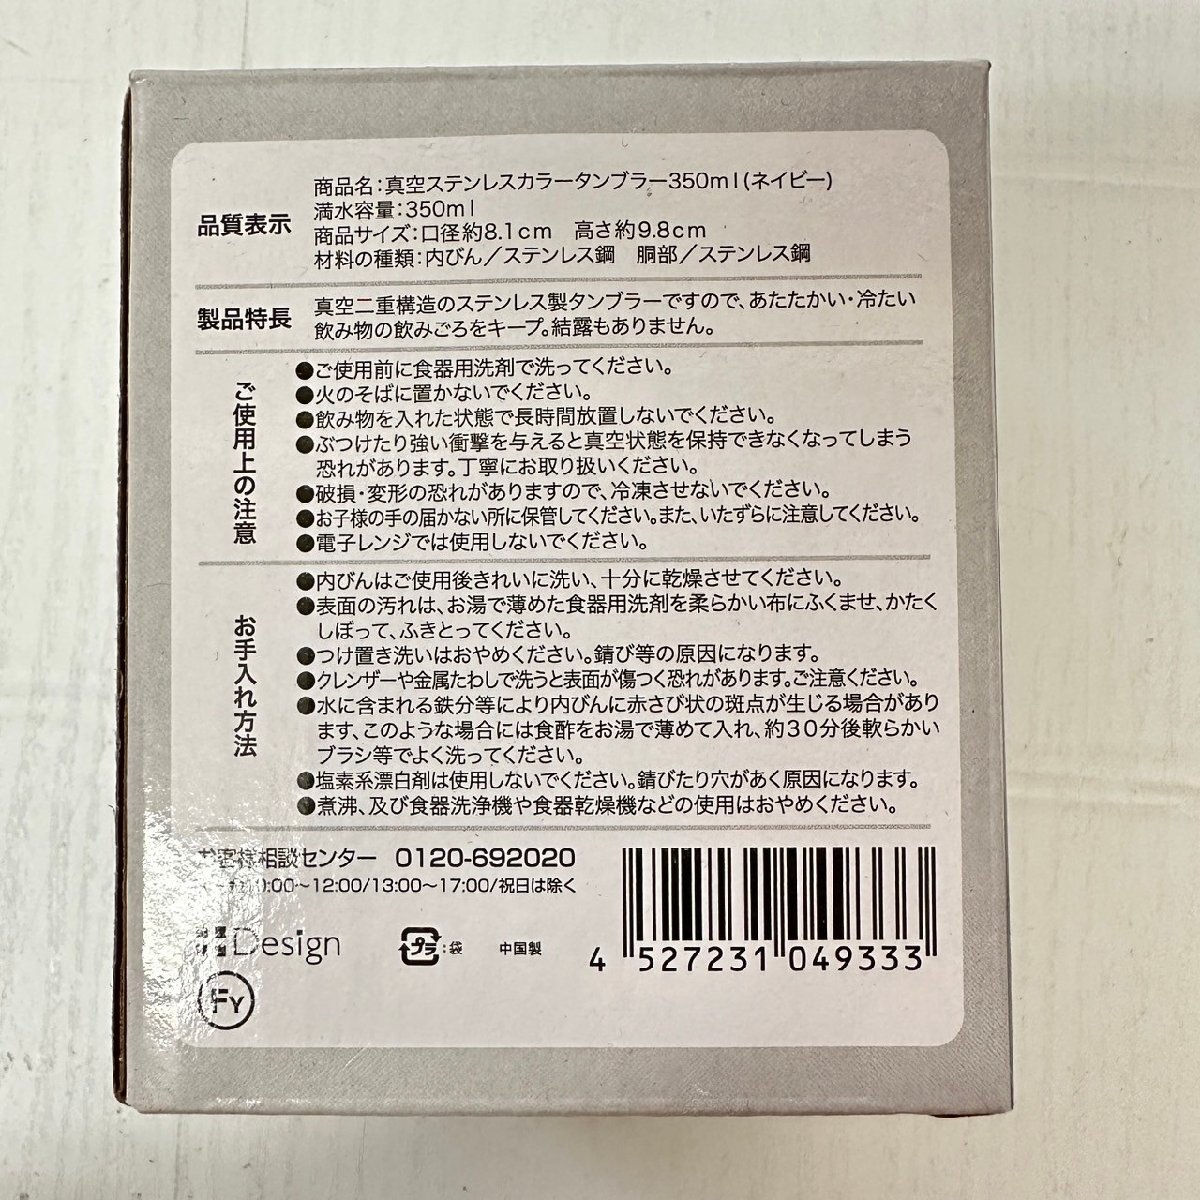 品質表示
商品名:真空ステンレスカラータンブラー350ml(ネイビー)
満水容量:350ml
商品サイズ:口径約8.1cm　高さ約9.8cm
材料の種類:内びん/ステンレス鋼　胴部/ステンレス鋼
製品特長
真空二重構造のステンレス製タンブラーですので、あたたかい・冷たい
飲み物の飲みごろをキープ。結露もありません。
ご使用上の注意
●ご使用前に食器用洗剤で洗ってください。
●火のそばに置かないでください。
●飲み物を入れた状態で長時間放置しないでください。
●ぶつけたり強い衝撃を与えると真空状態を保持できなくなってしまう
恐れがあります。丁寧にお取り扱いください。
●破損・変形の恐れがありますので、冷凍させないでください。
●お子様の手の届かない所に保管してください。また、いたずらに注意してください。
●電子レンジでは使用しないでください。
お手入れ方法
●内びんはご使用後きれいに洗い、十分に乾燥させてください。
●表面の汚れは、お湯で薄めた食器用洗剤を柔らかい布にふくませ、かたく
しぼって、ふきとってください。
●つけ置き洗いはおやめください。錆び等の原因になります。
●クレンザーや金属たわしで洗うと表面が傷つく恐れがあります。ご注意ください。
●水に含まれる鉄分等により内びんに赤さび状の斑点が生じる場合があり
ます、このような場合には食酢をお湯で薄めて入れ、約30分後軟らかい
ブラシ等でよく洗ってください。
●塩素系漂白剤は使用しないでください。錆びたり穴があく原因になります。
●煮沸、及び食器洗浄機や食器乾燥機などの使用はおやめください。
お客様相談センター 0120-692020
:00～12:00/13:00～17:00/祝日は除く
Design
プラ:袋
中国製
4 527231 049333
FY